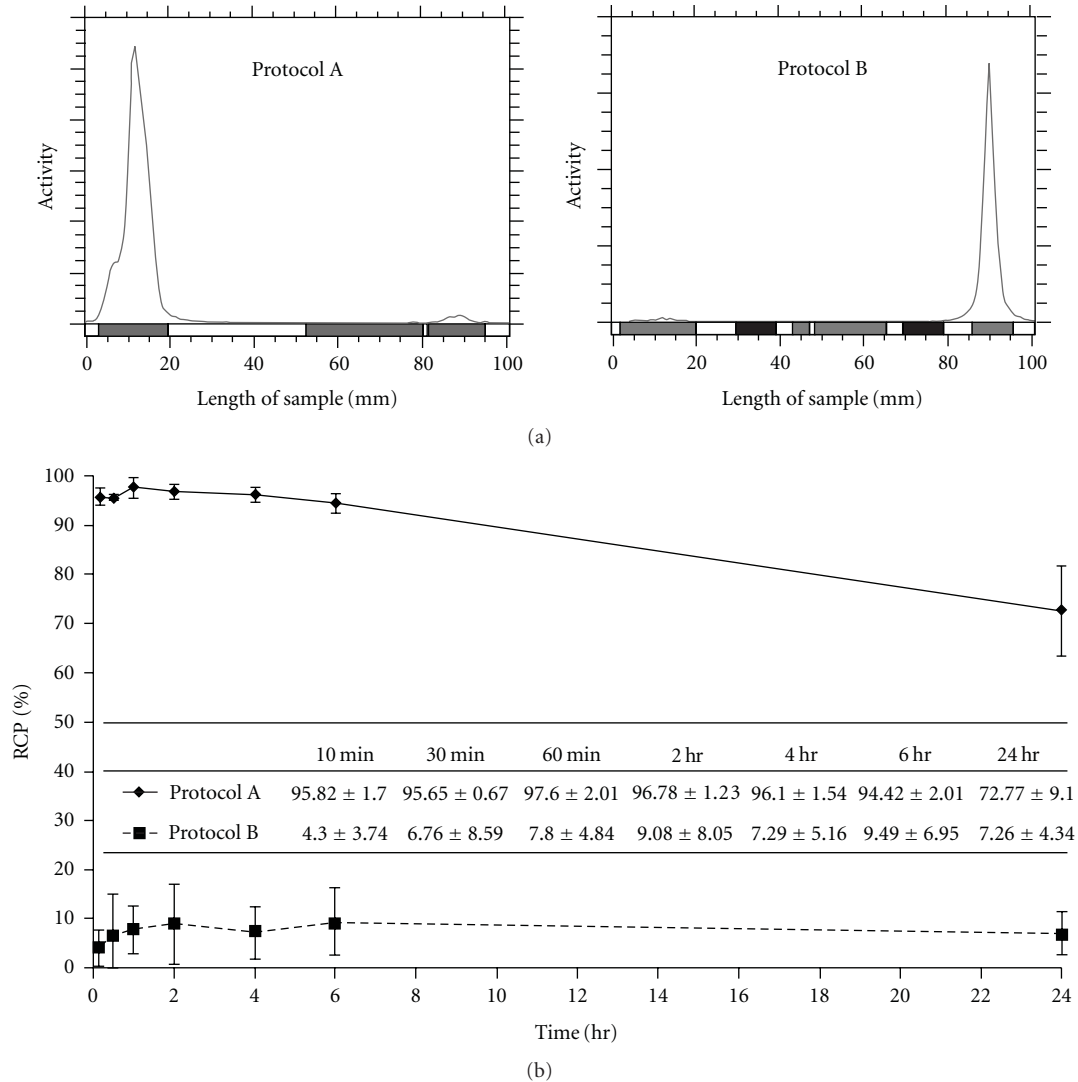 Protocol A
Activity
0 20 40 60 80 100
Length of sample (mm)
Protocol B
Activity
0 20 40 60 80 100
Length of sample (mm)
(a)
100
90
80
70
60
50
40
30
20
10
0
RCP (%)
10 min 30 min 60 min 2 hr 4 hr 6 hr 24 hr
Protocol A 95.82 ± 1.7 95.65 ± 0.67 97.6 ± 2.01 96.78 ± 1.23 96.1 ± 1.54 94.42 ± 2.01 72.77 ± 9.1
Protocol B 4.3 ± 3.74 6.76 ± 8.59 7.8 ± 4.84 9.08 ± 8.05 7.29 ± 5.16 9.49 ± 6.95 7.26 ± 4.34
0 2 4 6 8 10 12 14 16 18 20 22 24
Time (hr)
(b)